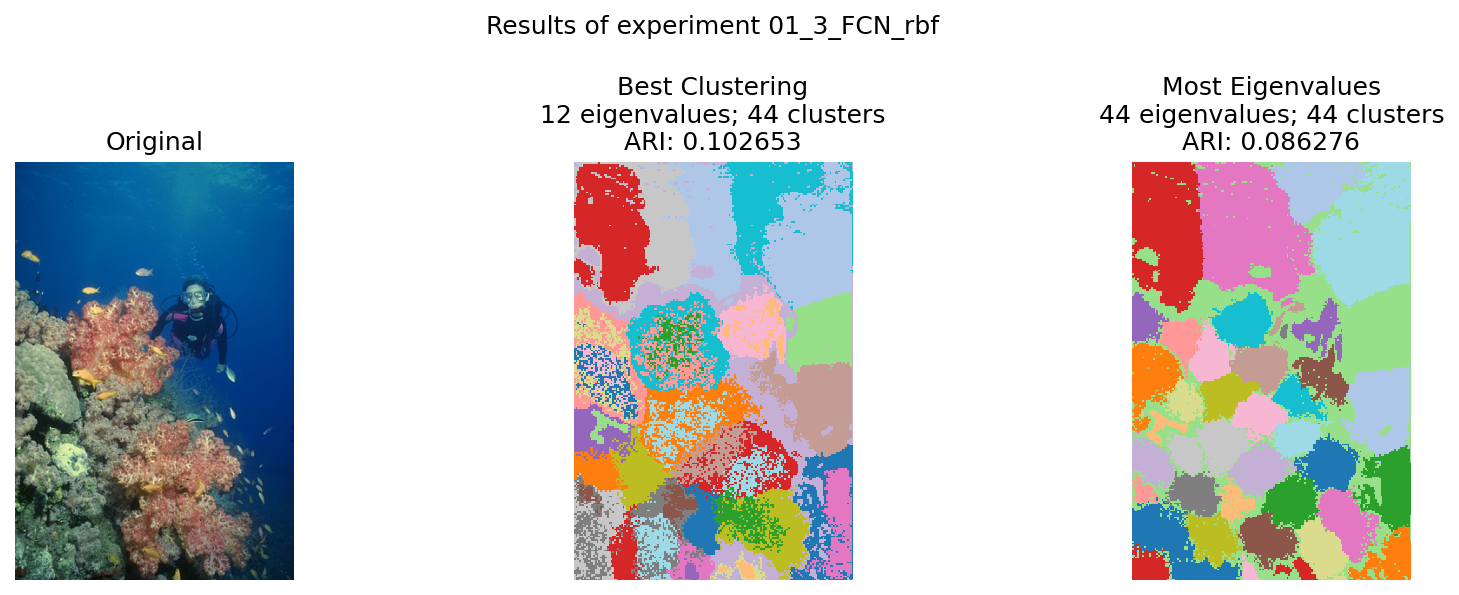 Results of experiment 01_3_FCN_rbf
Original
Best Clustering
12 eigenvalues; 44 clusters
ARI: 0.102653
Most Eigenvalues
44 eigenvalues; 44 clusters
ARI: 0.086276